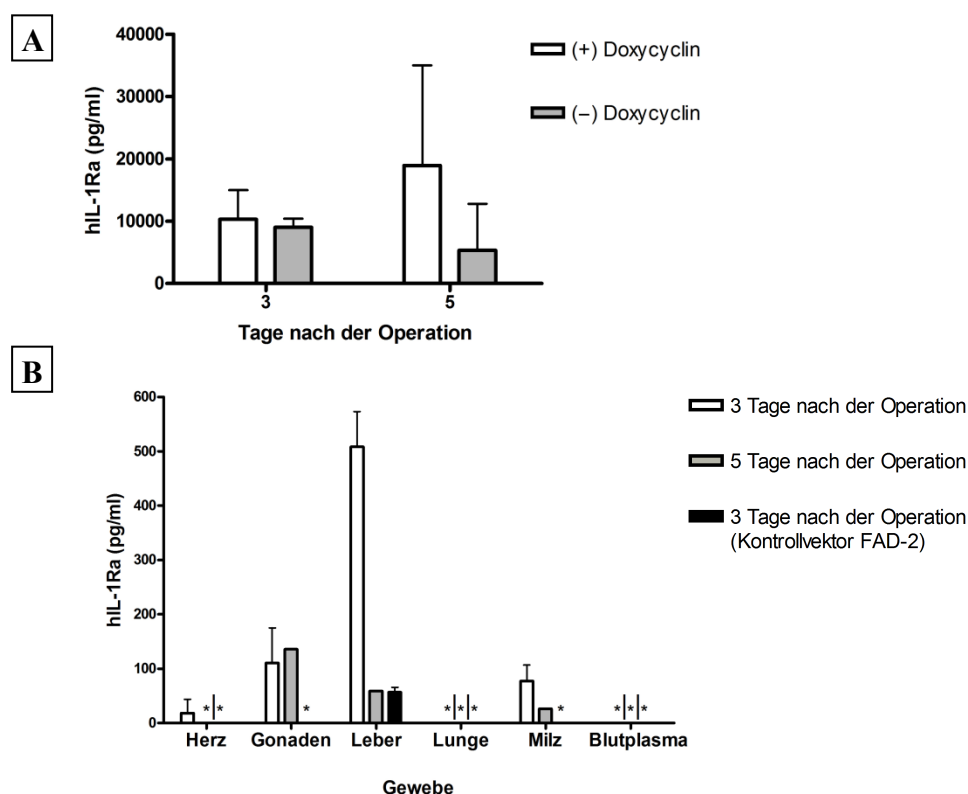 A
40000
30000
20000
10000
0
hIL-1Ra (pg/ml)
3
5
Tage nach der Operation
(+) Doxycyclin
(−) Doxycyclin
B
600
500
400
300
200
100
0
hIL-1Ra (pg/ml)
* *
*
* * *
*
* * *
Herz Gonaden Leber Lunge Milz Blutplasma
Gewebe
3 Tage nach der Operation
5 Tage nach der Operation
3 Tage nach der Operation
(Kontrollvektor FAD-2)